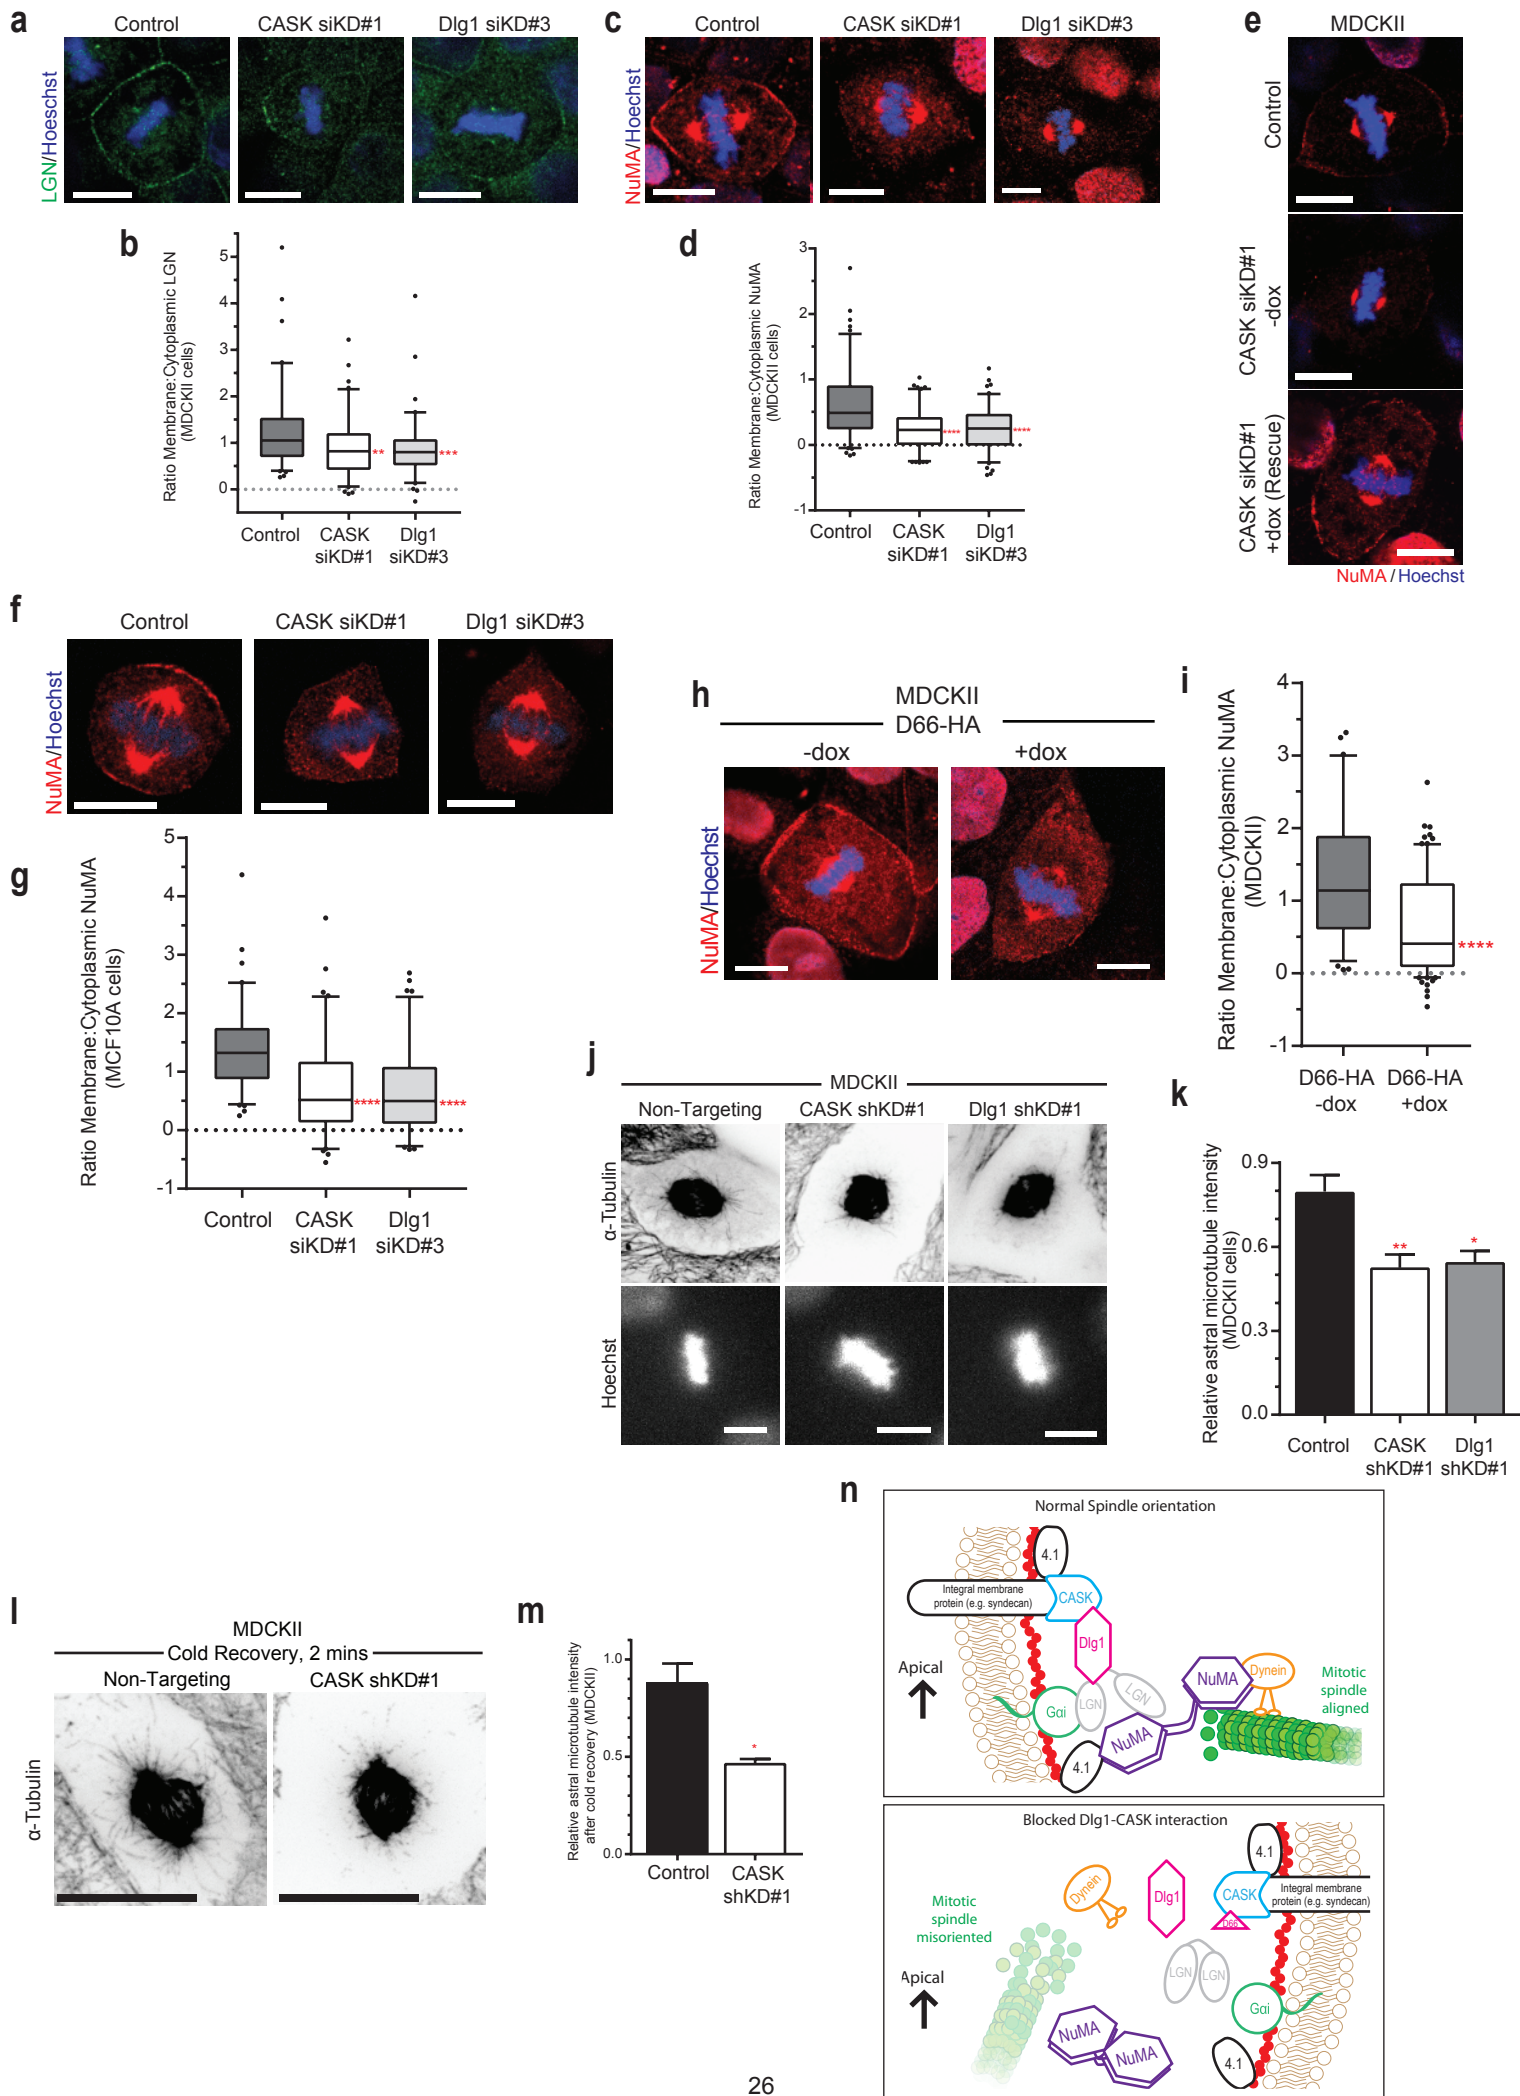 a
Control
CASK siKD#1
Dlg1 siKD#3
LGN/Hoeschst
b
Ratio Membrane:Cytoplasmic LGN
(MDCKII cells)
5
4
3
2
1
0
Control
CASK
siKD#1
Dlg1
siKD#3
**
***
c
Control
CASK siKD#1
Dlg1 siKD#3
NuMA/Hoechst
d
Ratio Membrane:Cytoplasmic NuMA
(MDCKII cells)
3
2
1
0
-1
Control
CASK
siKD#1
Dlg1
siKD#3
****
****
e
MDCKII
Control
CASK siKD#1
-dox
CASK siKD#1
+dox (Rescue)
NuMA / Hoechst
f
Control
CASK siKD#1
Dlg1 siKD#3
NuMA/Hoechst
g
Ratio Membrane:Cytoplasmic NuMA
(MCF10A cells)
5
4
3
2
1
0
-1
Control
CASK
siKD#1
Dlg1
siKD#3
****
****
h
MDCKII
D66-HA
-dox
+dox
NuMA/Hoechst
i
Ratio Membrane:Cytoplasmic NuMA
(MDCKII)
4
3
2
1
0
-1
****
D66-HA
-dox
D66-HA
+dox
j
MDCKII
Non-Targeting
CASK shKD#1
Dlg1 shKD#1
α-Tubulin
Hoechst
k
Relative astral microtubule intensity
(MDCKII cells)
0.9
0.6
0.3
0.0
**
*
Control
CASK
shKD#1
Dlg1
shKD#1
l
MDCKII
Cold Recovery, 2 mins
Non-Targeting
CASK shKD#1
α-Tubulin
m
Relative astral microtubule intensity
after cold recovery (MDCKII)
1.0
0.5
0.0
*
Control
CASK
shKD#1
n
Normal Spindle orientation
4.1
Integral membrane
protein (e.g. syndecan)
CASK
Dlg1
Apical
LGN
LGN
Gαi
NuMA
NuMA
Dynein
Mitotic
spindle
aligned
4.1
Blocked Dlg1-CASK interaction
4.1
Dynein
Dlg1
CASK
D66
Integral membrane
protein (e.g. syndecan)
Mitotic
spindle
misoriented
LGN
LGN
Apical
Gαi
NuMA
NuMA
4.1
26